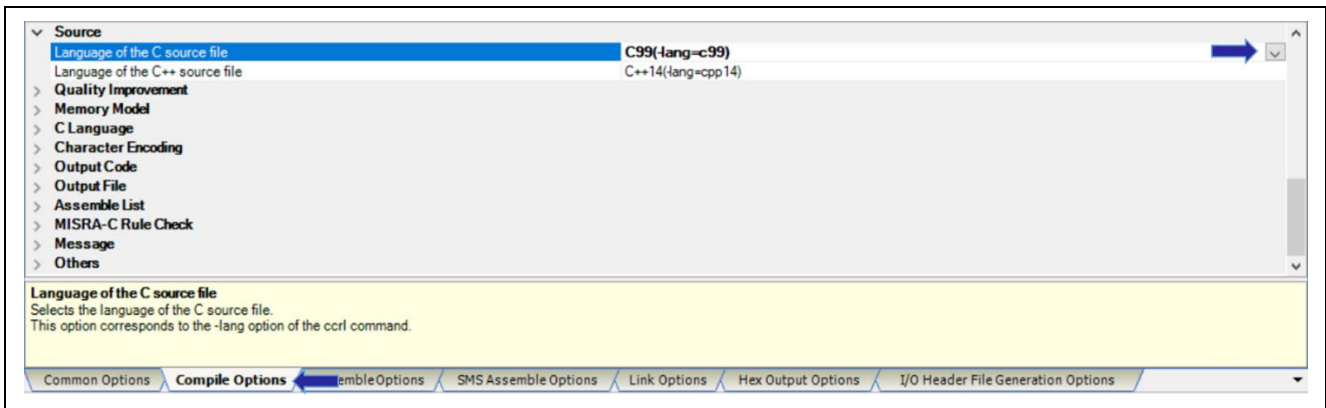 Source
Language of the C source file C99(-lang=c99)
Language of the C++ source file C++14(-lang=cpp14)
Quality Improvement
Memory Model
C Language
Character Encoding
Output Code
Output File
Assemble List
MISRA-C Rule Check
Message
Others
Language of the C source file
Selects the language of the C source file.
This option corresponds to the -lang option of the ccrl command.
Common Options Compile Options emble Options SMS Assemble Options Link Options Hex Output Options I/O Header File Generation Options